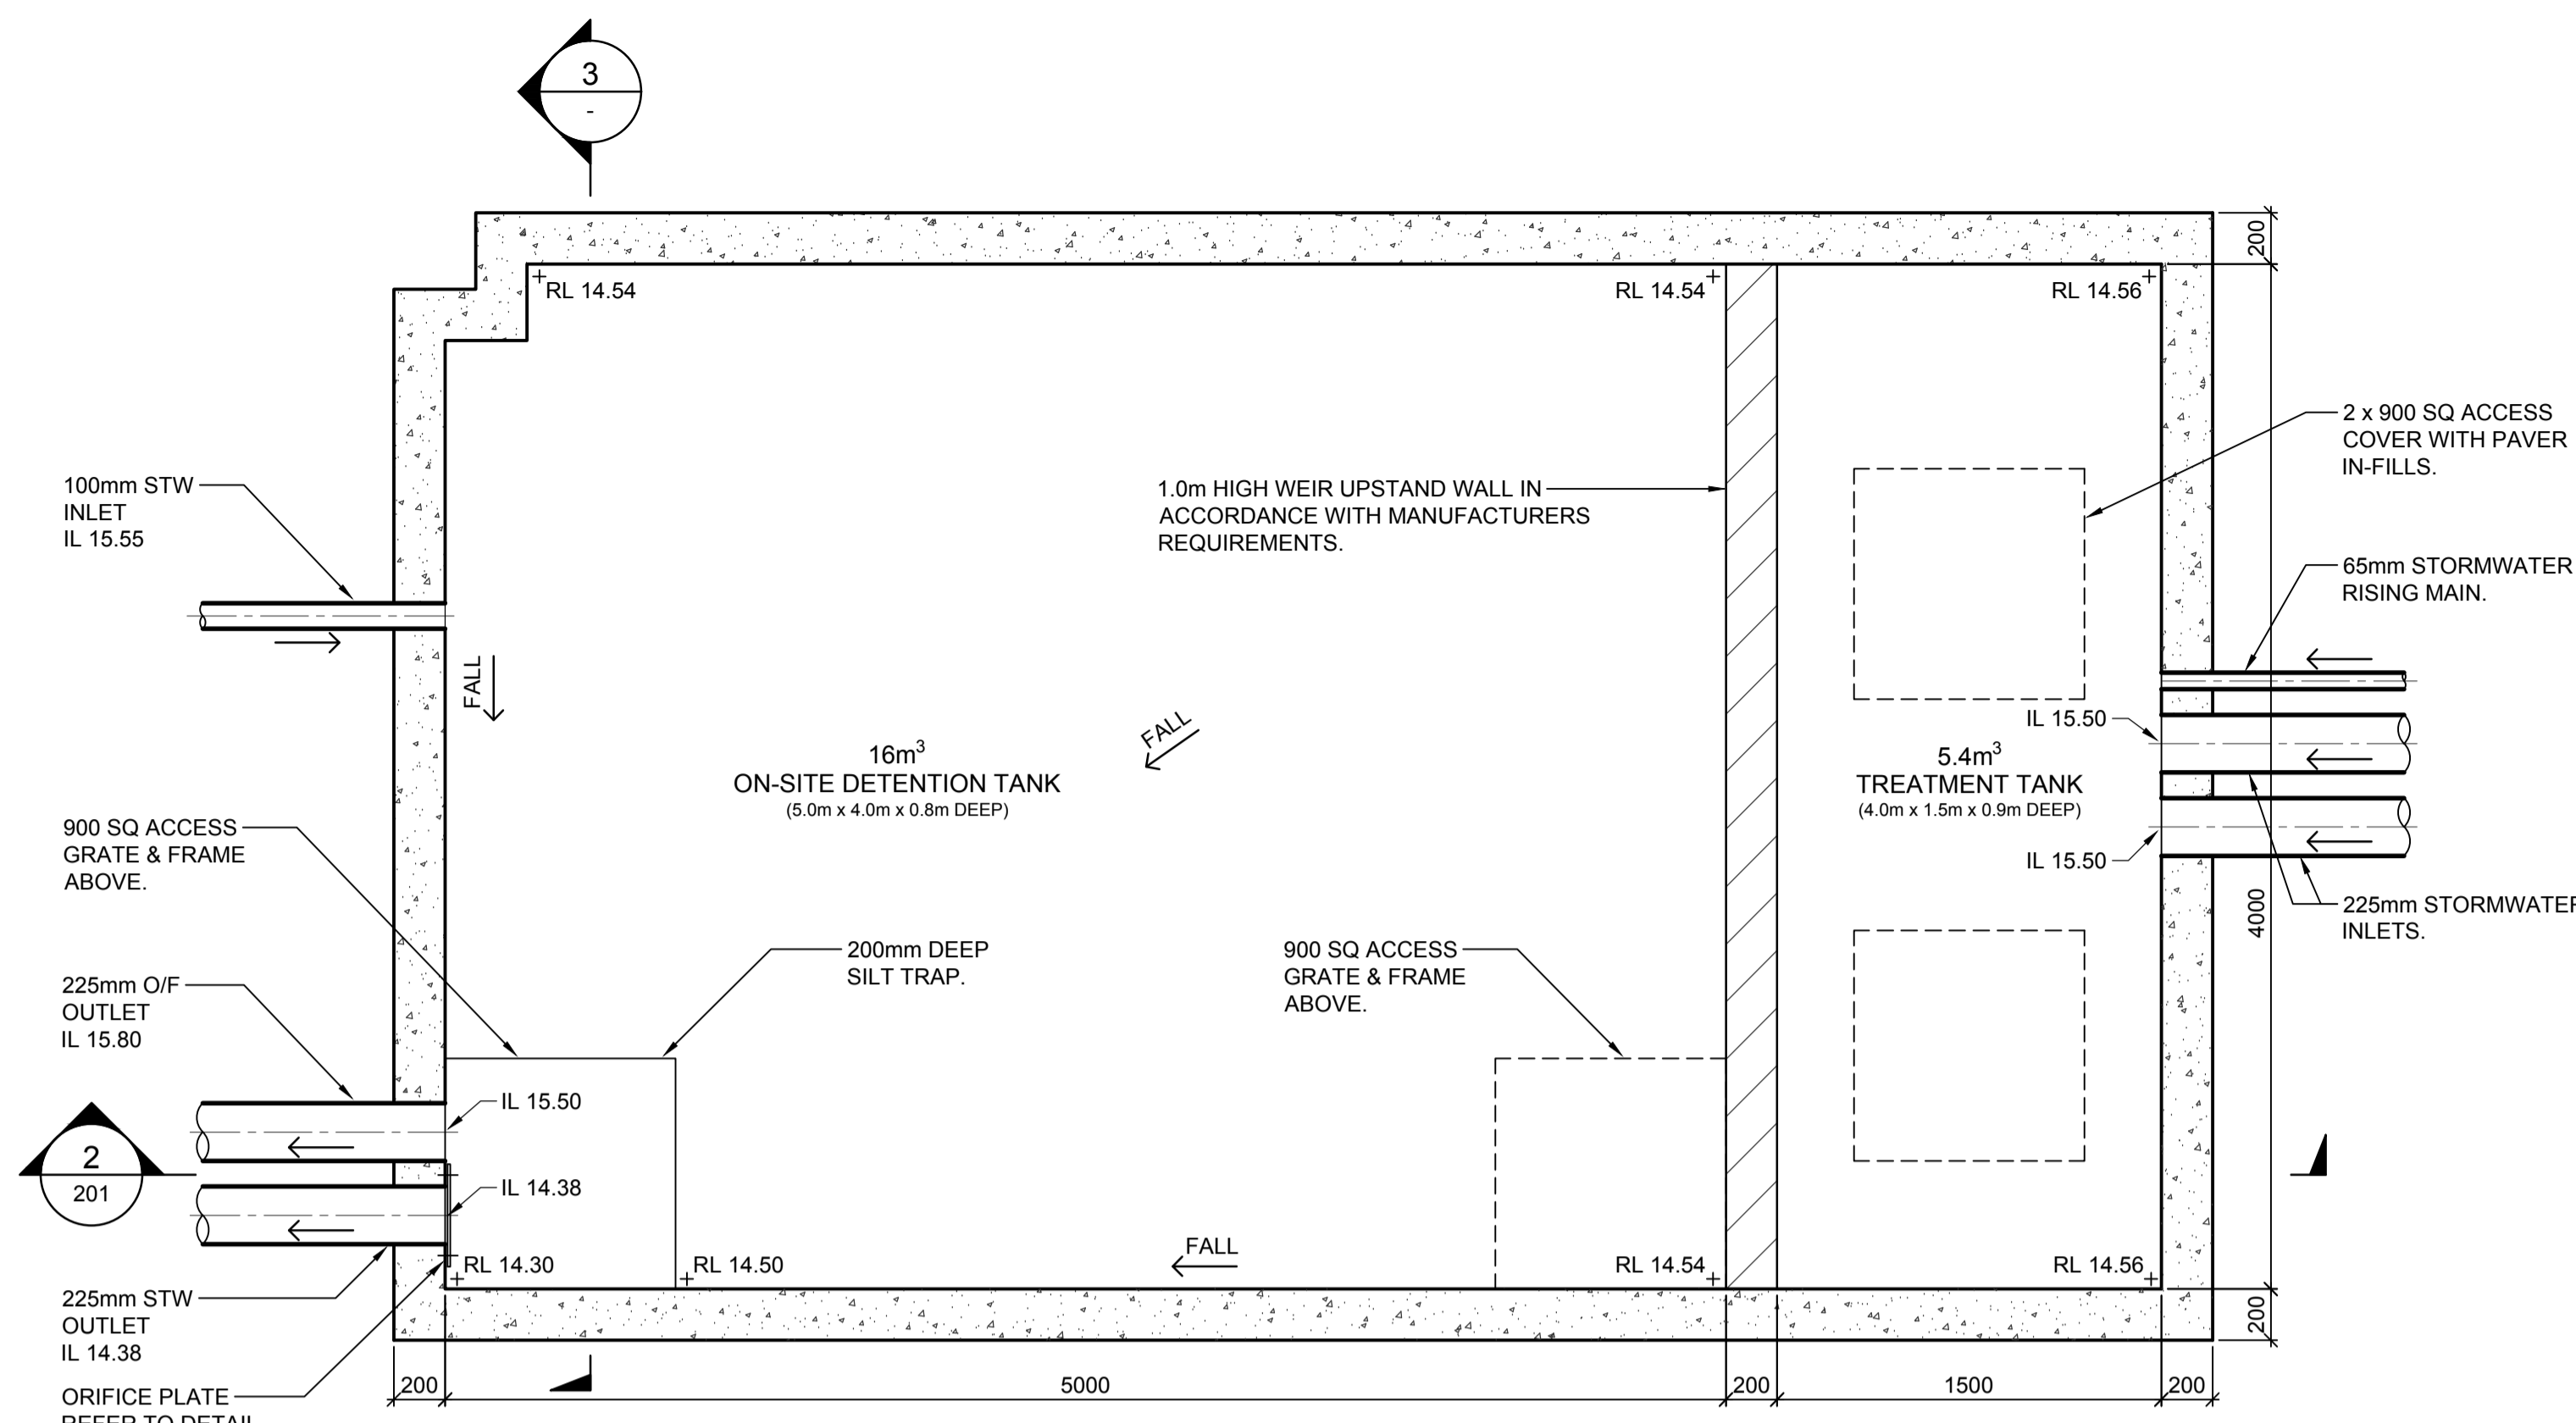 3
-
200
RL 14.54
RL 14.54
RL 14.56
2 x 900 SQ ACCESS
COVER WITH PAVER
IN-FILLS.
100mm STW
INLET
IL 15.55
1.0m HIGH WEIR UPSTAND WALL IN
ACCORDANCE WITH MANUFACTURERS
REQUIREMENTS.
65mm STORMWATER
RISING MAIN.
FALL
FALL
IL 15.50
16m³
ON-SITE DETENTION TANK
(5.0m x 4.0m x 0.8m DEEP)
5.4m³
TREATMENT TANK
(4.0m x 1.5m x 0.9m DEEP)
IL 15.50
900 SQ ACCESS
GRATE & FRAME
ABOVE.
4000
225mm STORMWATER
INLETS.
200mm DEEP
SILT TRAP.
900 SQ ACCESS
GRATE & FRAME
ABOVE.
225mm O/F
OUTLET
IL 15.80
IL 15.50
2
201
IL 14.38
RL 14.30
RL 14.50
FALL
RL 14.54
RL 14.56
225mm STW
OUTLET
IL 14.38
200
ORIFICE PLATE
REFER TO DETAIL
200
5000
200
1500
200